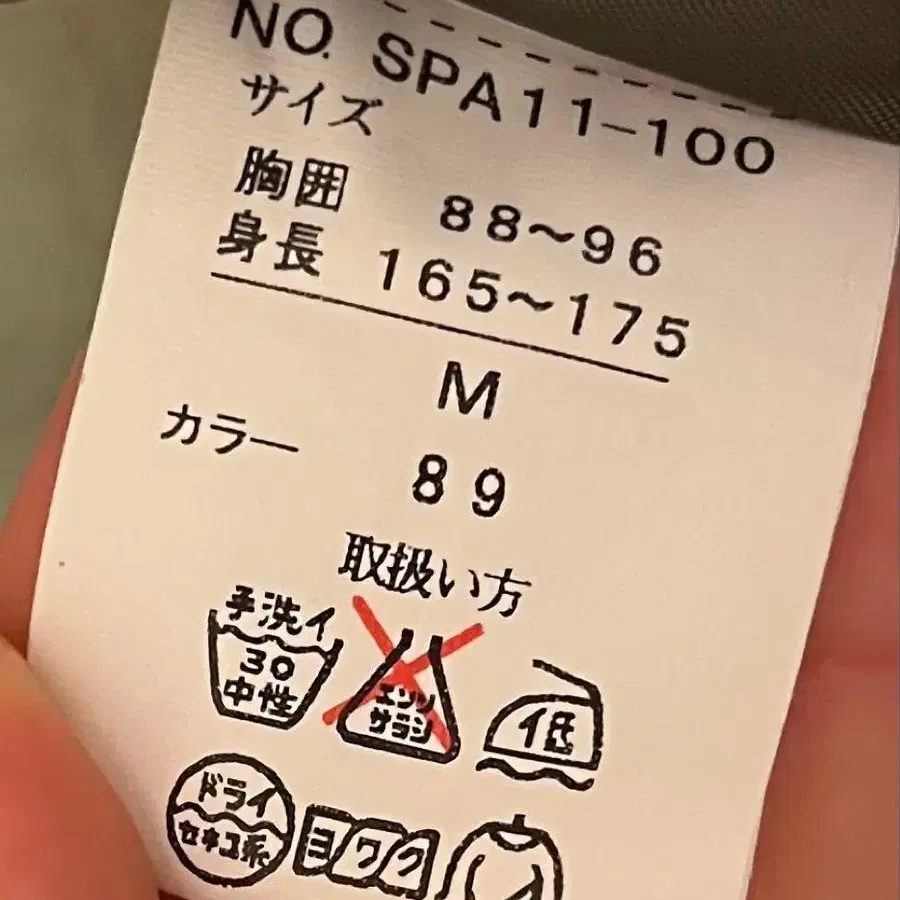 NO. SPA11-100
サイズ
胸囲 88~96
身長 165~175
M
カラー 89
取扱い方
手洗イ
30
中性
エンソ
サラシ
低
ドライ
セキユ系
ヨワク